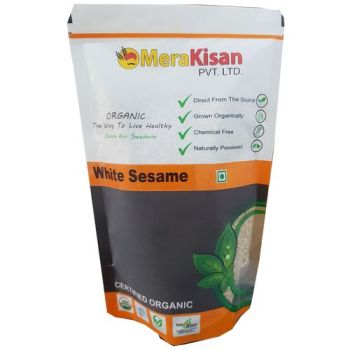 MeraKisan
PVT. LTD.
Direct From The Source
ORGANIC
Grown Organically
The Way To Live Healthy
Chemical Free
Naturally Processed
White Sesame
CERTIFIED ORGANIC